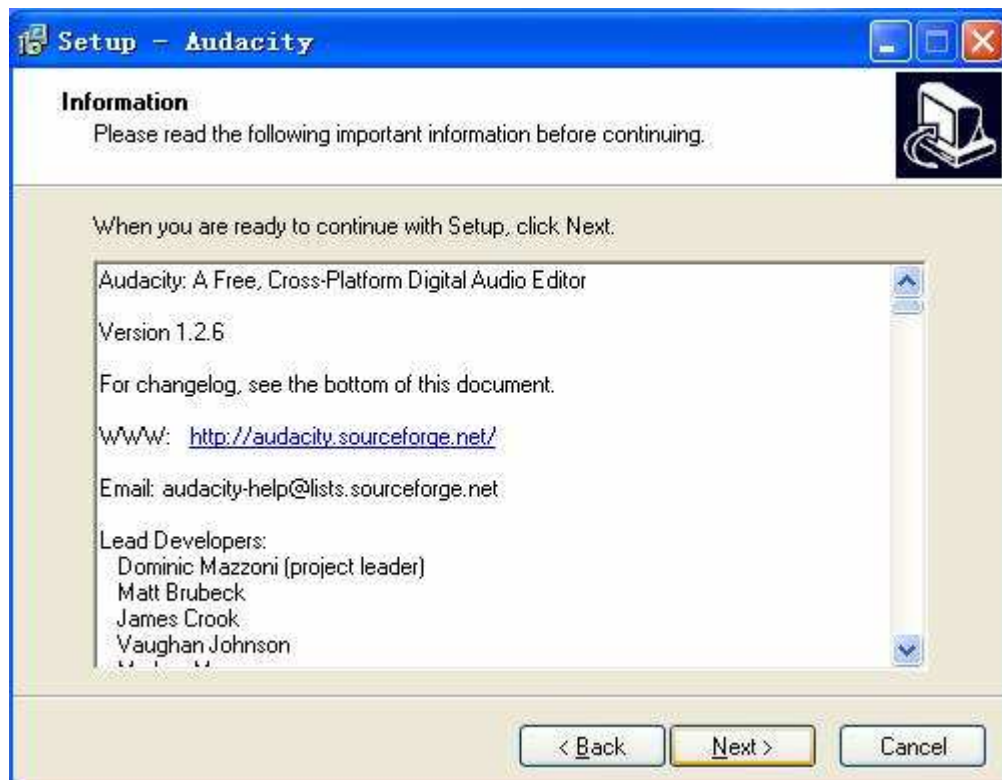 Setup - Audacity
Information
Please read the following important information before continuing.
When you are ready to continue with Setup, click Next.
Audacity: A Free, Cross-Platform Digital Audio Editor
Version 1.2.6
For changelog, see the bottom of this document.
WWW: http://audacity.sourceforge.net/
Email: audacity-help@lists.sourceforge.net
Lead Developers:
Dominic Mazzoni (project leader)
Matt Brubeck
James Crook
Vaughan Johnson
< Back
Next >
Cancel